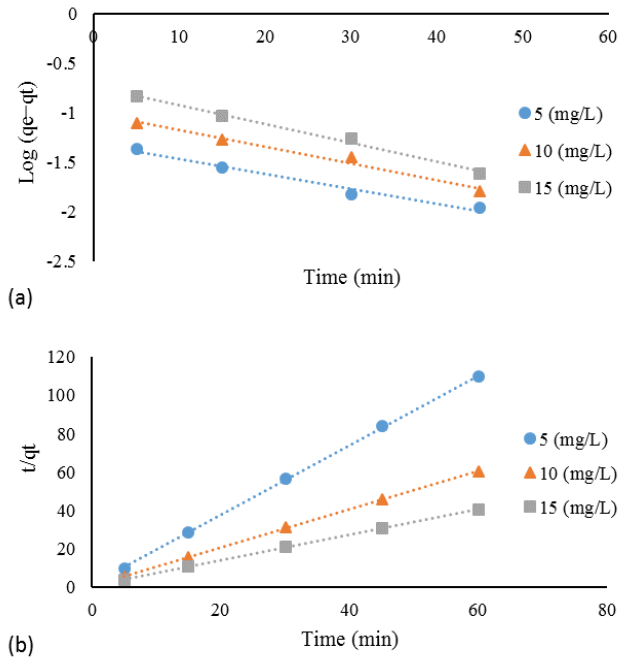 0
0 10 20 30 40 50 60
-0.5
-1
-1.5
-2
-2.5
Log (qe−qt)
5 (mg/L)
10 (mg/L)
15 (mg/L)
Time (min)
(a)
120
100
80
60
40
20
0
t/qt
5 (mg/L)
10 (mg/L)
15 (mg/L)
0 20 40 60 80
Time (min)
(b)